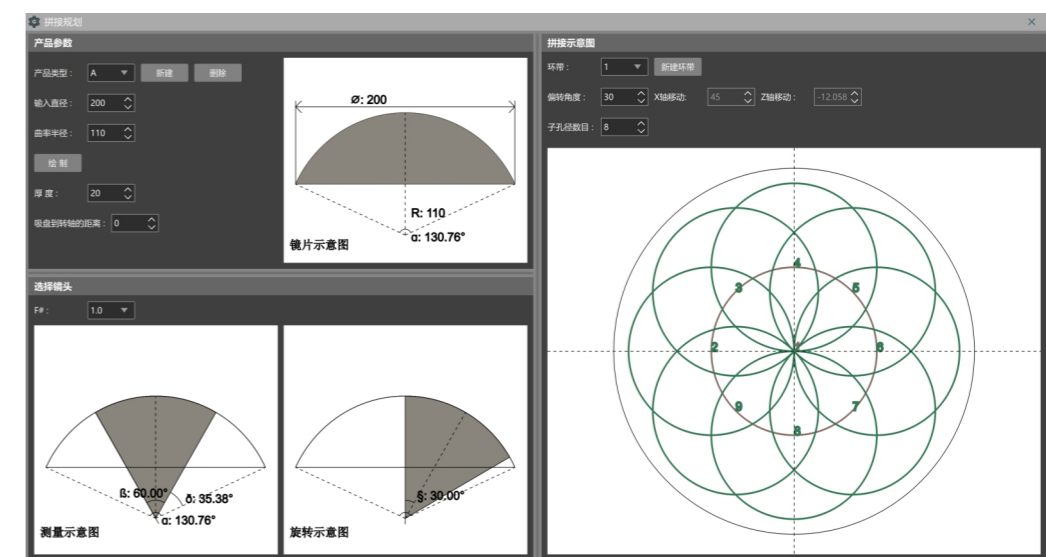 拼接规划
产品参数
产品类型： A 新建 删除
输入直径： 200
曲率半径： 110
绘 制
厚 度： 20
吸盘到转轴的距离： 0
Ø: 200
R: 110
α: 130.76°
镜片示意图
选择镜头
F#： 1.0
ß: 60.00°
ð: 35.38°
α: 130.76°
测量示意图
§: 30.00°
旋转示意图
拼接示意图
环带： 1 新建环带
偏转角度： 30 X轴移动: 45 Z轴移动： -12.058
子孔径数目： 8
4
3 5
2 1 6
9 7
8